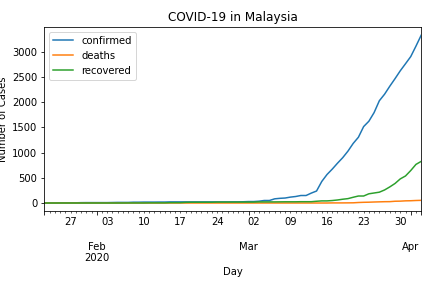 COVID-19 in Malaysia
confirmed
deaths
recovered
Number of Cases
3000
2500
2000
1500
1000
500
0
27 03 10 17 24 02 09 16 23 30
Feb Mar Apr
2020
Day